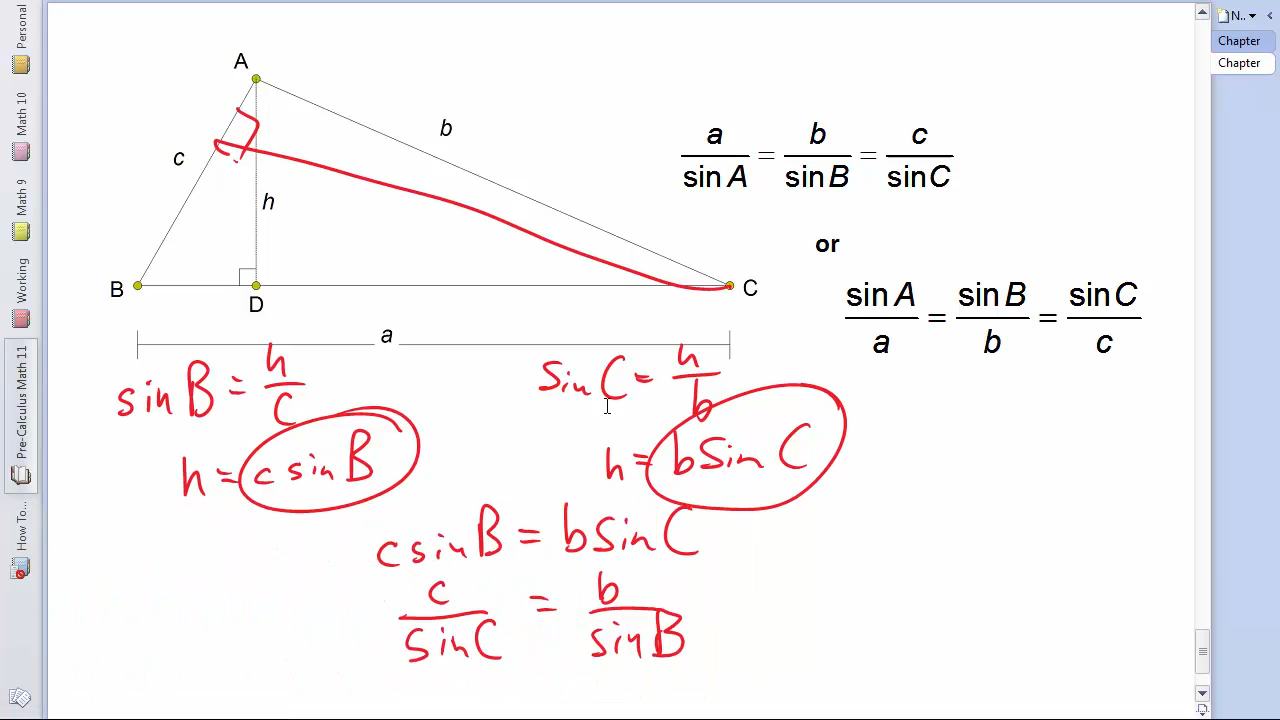 Personal
Math 10
Math 9
Working
Pre-Calculus Math 11
How To...
N..
Chapter
Chapter
A
b
c
h
B
D
C
a
a/sin A = b/sin B = c/sin C
or
sin A/a = sin B/b = sin C/c
sin B = h/c
h = c sin B
sin C = h/b
h = b sin C
c sin B = b sin C
c/sin C = b/sin B